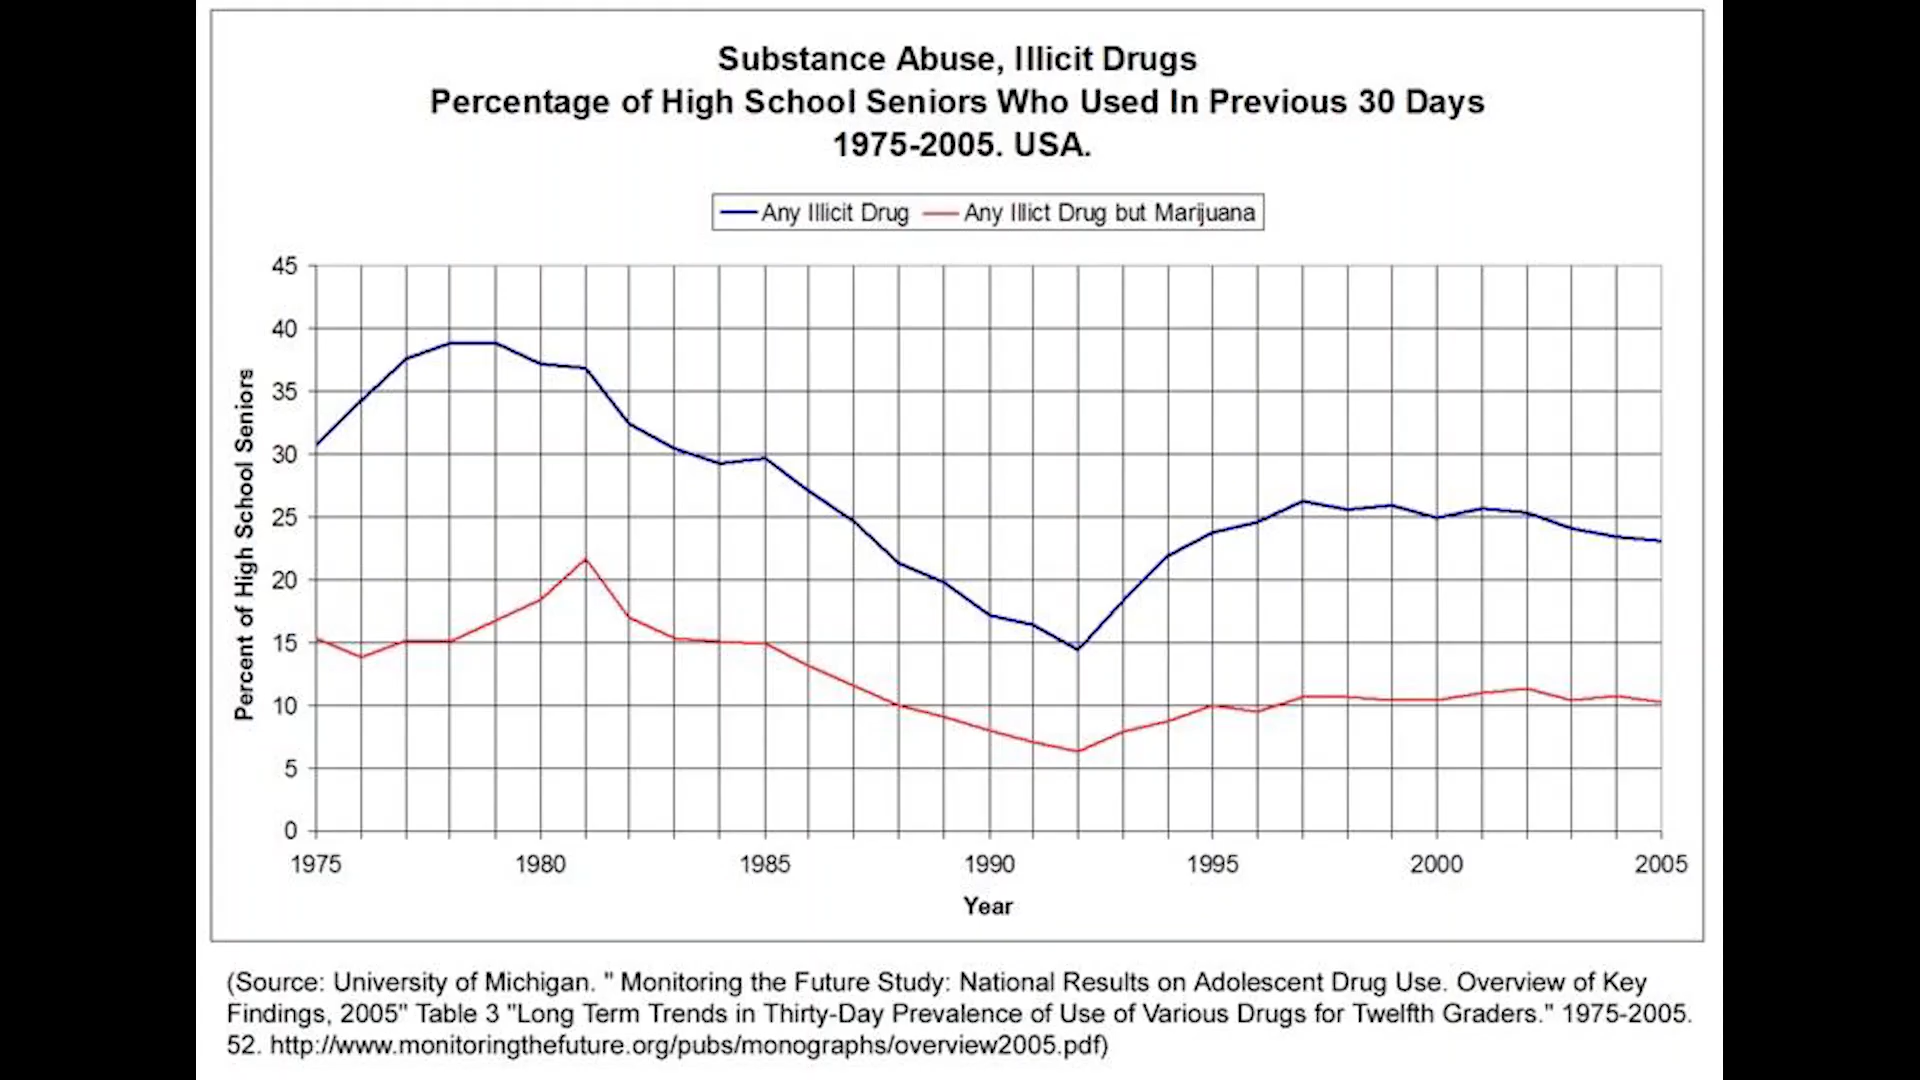 Substance Abuse, Illicit Drugs
Percentage of High School Seniors Who Used In Previous 30 Days
1975-2005. USA.
Any Illicit Drug Any Illict Drug but Marijuana
Percent of High School Seniors
45
40
35
30
25
20
15
10
5
0
1975 1980 1985 1990 1995 2000 2005
Year
(Source: University of Michigan. " Monitoring the Future Study: National Results on Adolescent Drug Use. Overview of Key
Findings, 2005" Table 3 "Long Term Trends in Thirty-Day Prevalence of Use of Various Drugs for Twelfth Graders." 1975-2005.
52. http://www.monitoringthefuture.org/pubs/monographs/overview2005.pdf)